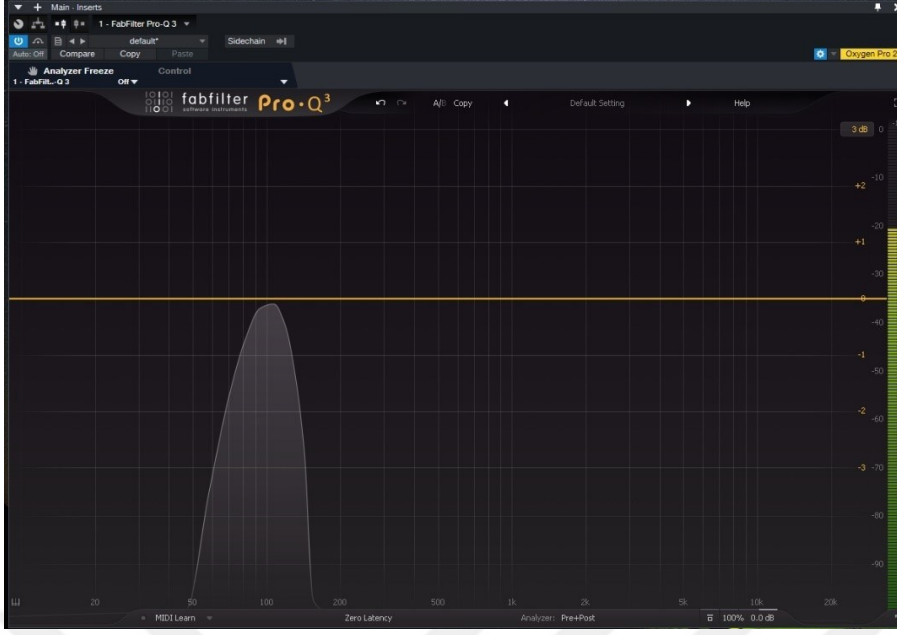 Main - Inserts
1 - FabFilter Pro-Q 3
default*
Sidechain
Auto: Off Compare Copy Paste
Oxygen Pro 2
Analyzer Freeze Control
1 - FabFilt...-Q 3 Off
fabfilter Pro·Q3
software instruments
A/B Copy Default Setting Help
3 dB 0
+2 -10
-20
+1
-30
0
-40
-1
-50
-2
-60
-3 -70
-80
-90
20 50 100 200 500 1k 2k 5k 10k 20k
MIDI Learn Zero Latency Analyzer: Pre+Post 100% 0.0 dB